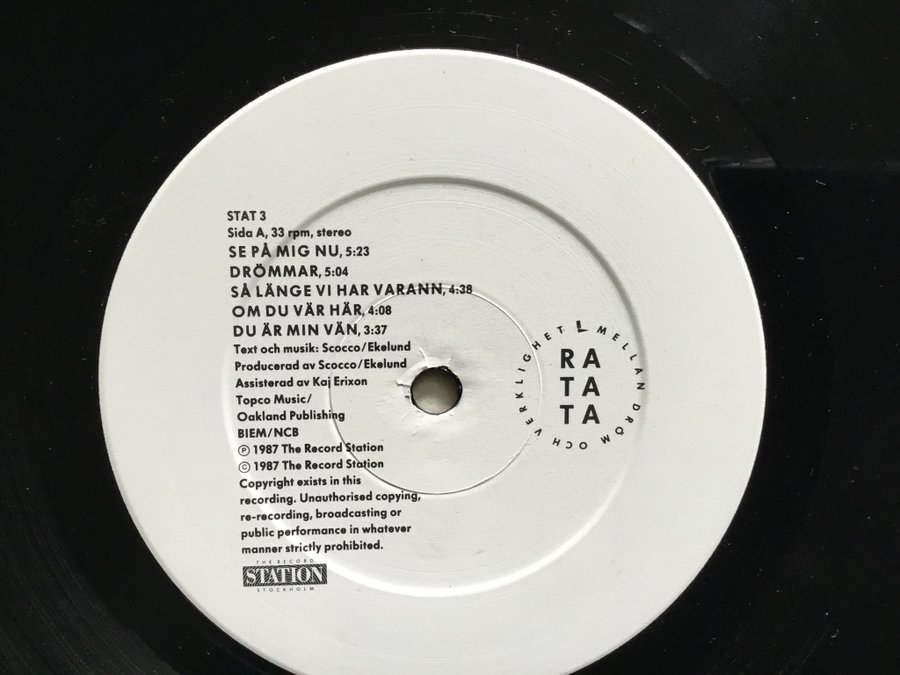 STAT 3
Sida A, 33 rpm, stereo
SE PÅ MIG NU, 5:23
DRÖMMAR, 5:04
SÅ LÄNGE VI HAR VARANN, 4:38
OM DU VÄR HÄR, 4:08
DU ÄR MIN VÄN, 3:37
Text och musik: Scocco/Ekelund
Producerad av Scocco/Ekelund
Assisterad av Kaj Erixon
Topco Music/
Oakland Publishing
BIEM/NCB
Ⓟ 1987 The Record Station
© 1987 The Record Station
Copyright exists in this
recording. Unauthorised copying,
re-recording, broadcasting or
public performance in whatever
manner strictly prohibited.
THE RECORD
STATION
STOCKHOLM
MELLAN DRÖM OCH VERKLIGHET
RA
TA
TA